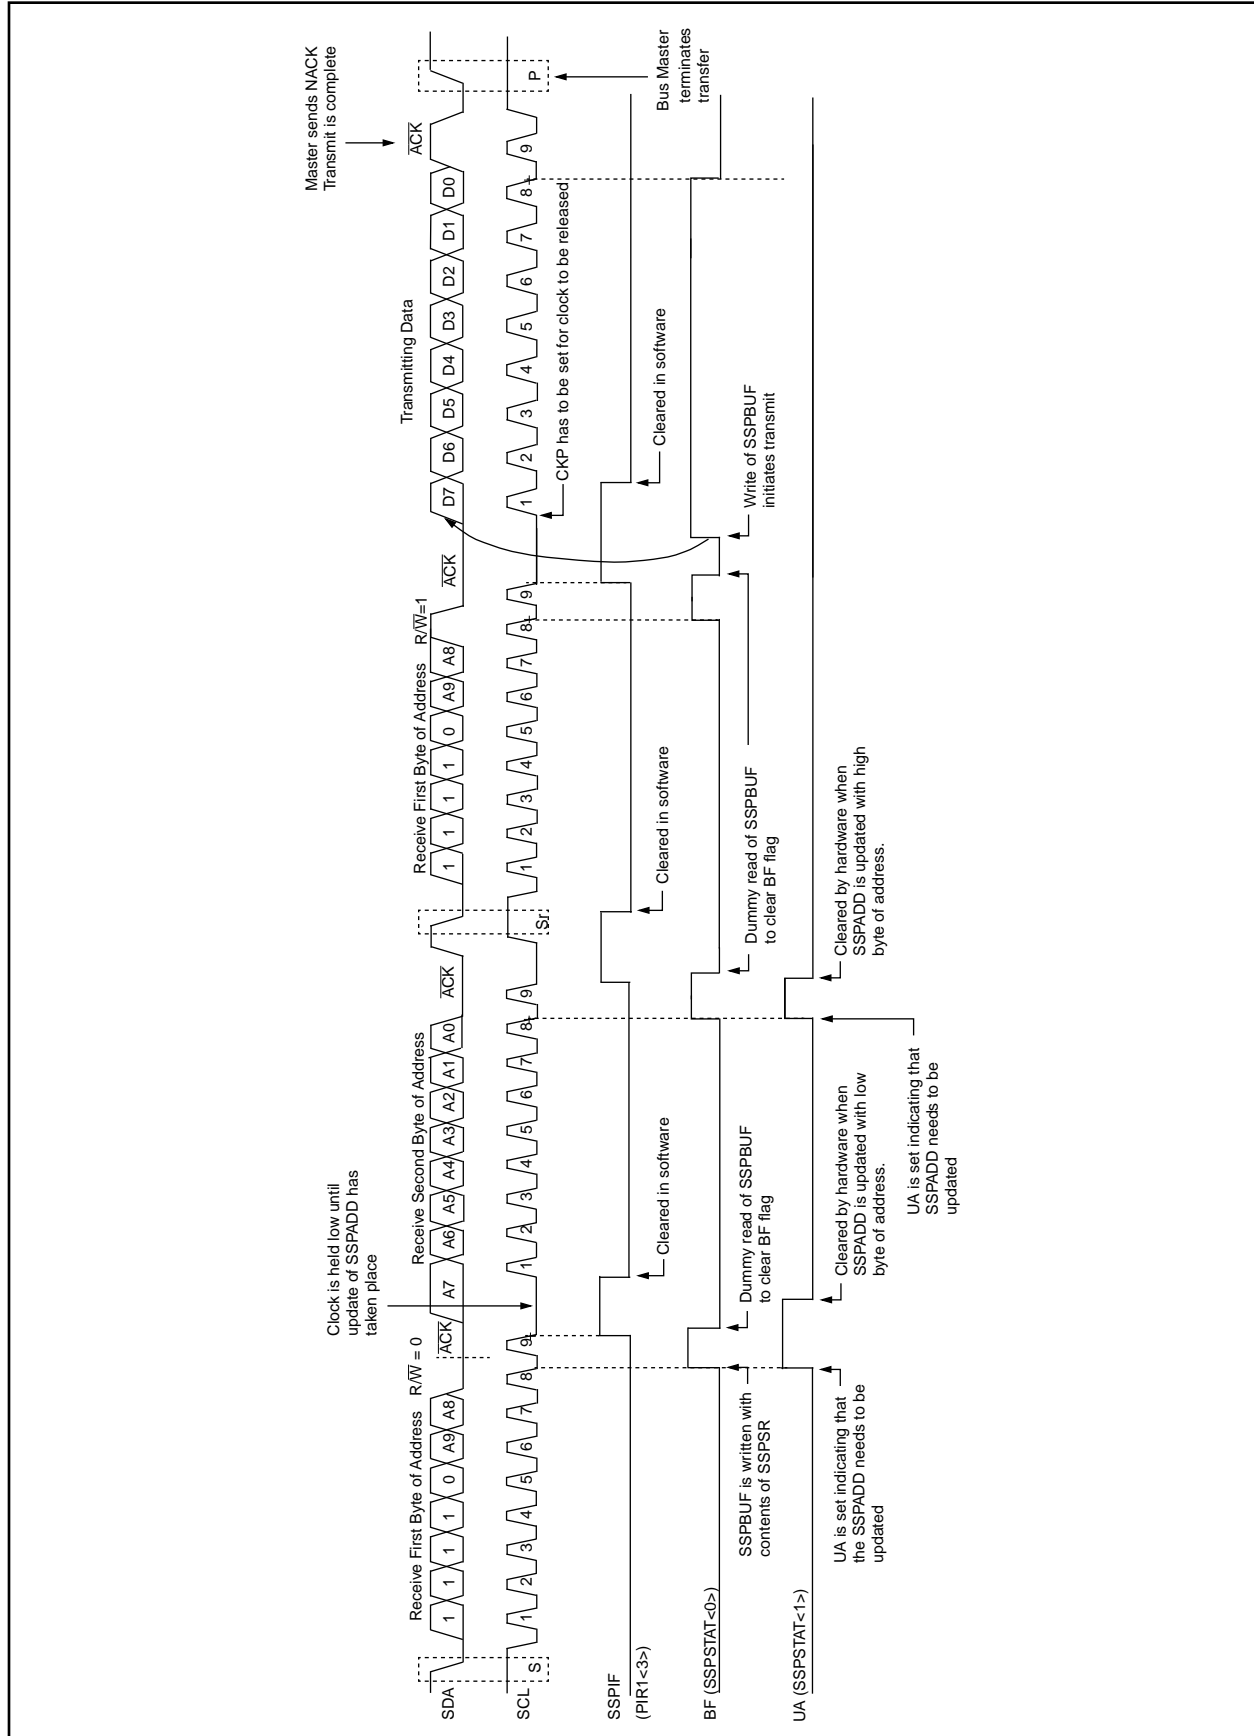 Master sends NACK
Transmit is complete
Clock is held low until
update of SSPADD has
taken place
Receive First Byte of Address R/W = 0
Receive Second Byte of Address
Receive First Byte of Address R/W=1
Transmitting Data
SDA
1 1 1 1 0 A9 A8 ACK A7 A6 A5 A4 A3 A2 A1 A0 ACK 1 1 1 1 0 A9 A8 ACK D7 D6 D5 D4 D3 D2 D1 D0 ACK
SCL
S 1 2 3 4 5 6 7 8 9 1 2 3 4 5 6 7 8 9 Sr 1 2 3 4 5 6 7 8 9 1 2 3 4 5 6 7 8 9 P
CKP has to be set for clock to be released
Bus Master
terminates
transfer
SSPIF
(PIR1<3>)
Cleared in software
Cleared in software
Cleared in software
BF (SSPSTAT<0>)
SSPBUF is written with
contents of SSPSR
Dummy read of SSPBUF
to clear BF flag
Dummy read of SSPBUF
to clear BF flag
Write of SSPBUF
initiates transmit
UA (SSPSTAT<1>)
UA is set indicating that
the SSPADD needs to be
updated
Cleared by hardware when
SSPADD is updated with low
byte of address.
UA is set indicating that
SSPADD needs to be
updated
Cleared by hardware when
SSPADD is updated with high
byte of address.